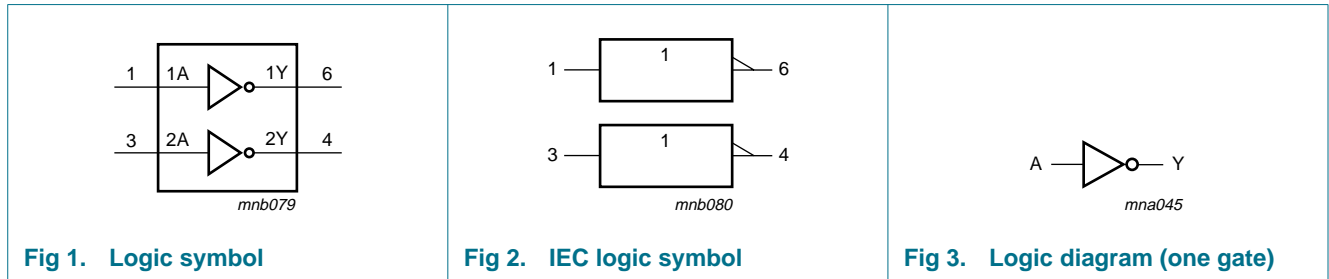 1 1A 1Y 6
3 2A 2Y 4
mnb079
Fig 1. Logic symbol
1 1 6
3 1 4
mnb080
Fig 2. IEC logic symbol
A Y
mna045
Fig 3. Logic diagram (one gate)